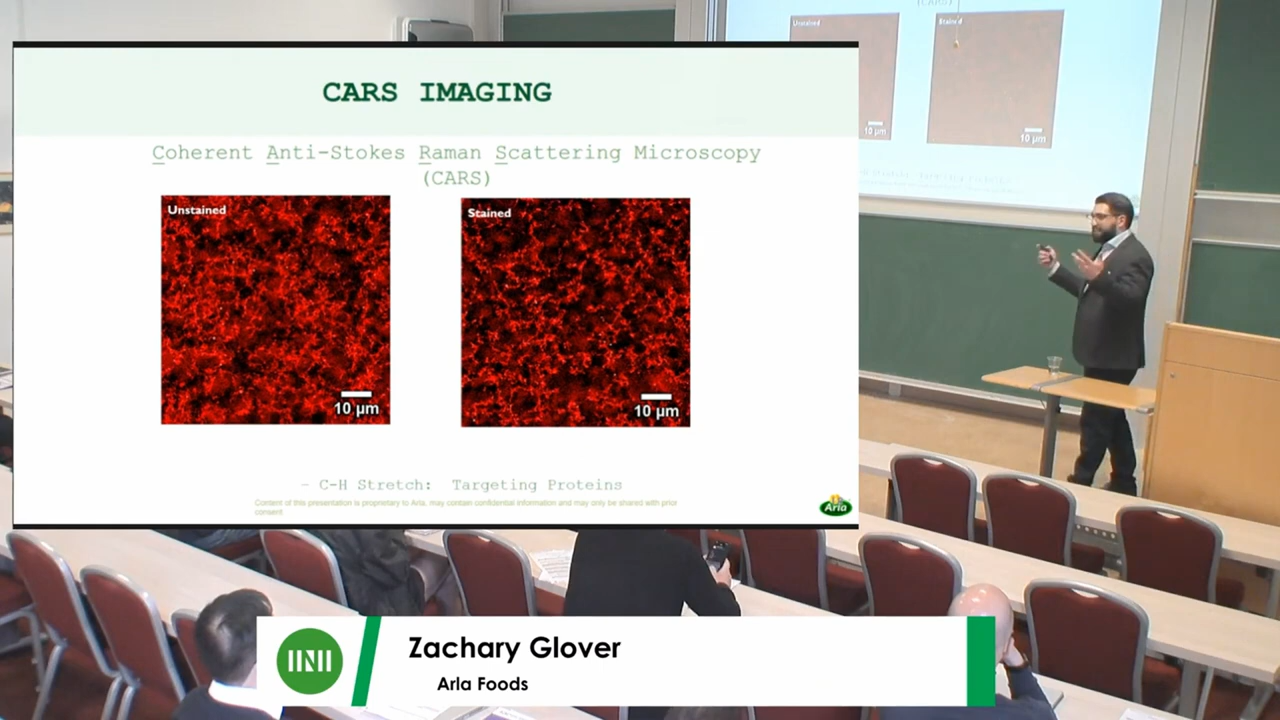 CARS IMAGING
Coherent Anti-Stokes Raman Scattering Microscopy
(CARS)
Unstained
Stained
10 µm
10 µm
– C-H Stretch: Targeting Proteins
Content of this presentation is proprietary to Arla, may contain confidential information and may only be shared with prior
consent
Arla
(CARS)
Unstained
Stained
10 µm
10 µm
Zachary Glover
Arla Foods